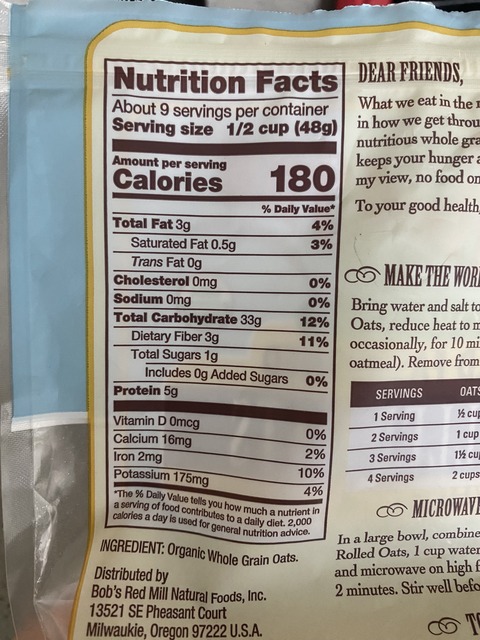 Nutrition Facts
About 9 servings per container
Serving size 1/2 cup (48g)
Amount per serving
Calories 180
% Daily Value*
Total Fat 3g 4%
Saturated Fat 0.5g 3%
Trans Fat 0g
Cholesterol 0mg 0%
Sodium 0mg 0%
Total Carbohydrate 33g 12%
Dietary Fiber 3g 11%
Total Sugars 1g
Includes 0g Added Sugars 0%
Protein 5g
Vitamin D 0mcg 0%
Calcium 16mg 2%
Iron 2mg 10%
Potassium 175mg 4%
*The % Daily Value tells you how much a nutrient in
a serving of food contributes to a daily diet. 2,000
calories a day is used for general nutrition advice.
INGREDIENT: Organic Whole Grain Oats.
Distributed by
Bob's Red Mill Natural Foods, Inc.
13521 SE Pheasant Court
Milwaukie, Oregon 97222 U.S.A.
DEAR FRIENDS,
What we eat in the
in how we get
nutritious whole
keeps your hunger
my view, no food
To your good health,
MAKE THE
Bring water and salt to
Oats, reduce heat to
occasionally, for 10
oatmeal). Remove from
SERVINGS OATS
1 Serving ½ cup
2 Servings 1 cup
3 Servings 1½ cup
4 Servings 2 cups
MICROWAVE
In a large bowl, combine
Rolled Oats, 1 cup water
and microwave on high
2 minutes. Stir well